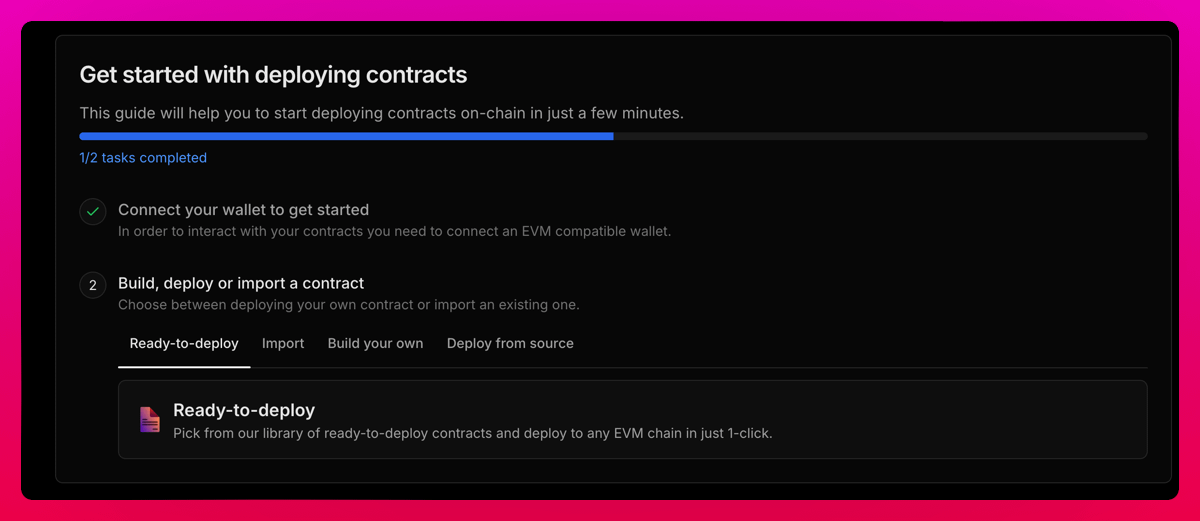 Get started with deploying contracts
This guide will help you to start deploying contracts on-chain in just a few minutes.
1/2 tasks completed
Connect your wallet to get started
In order to interact with your contracts you need to connect an EVM compatible wallet.
2 Build, deploy or import a contract
Choose between deploying your own contract or import an existing one.
Ready-to-deploy Import Build your own Deploy from source
Ready-to-deploy
Pick from our library of ready-to-deploy contracts and deploy to any EVM chain in just 1-click.